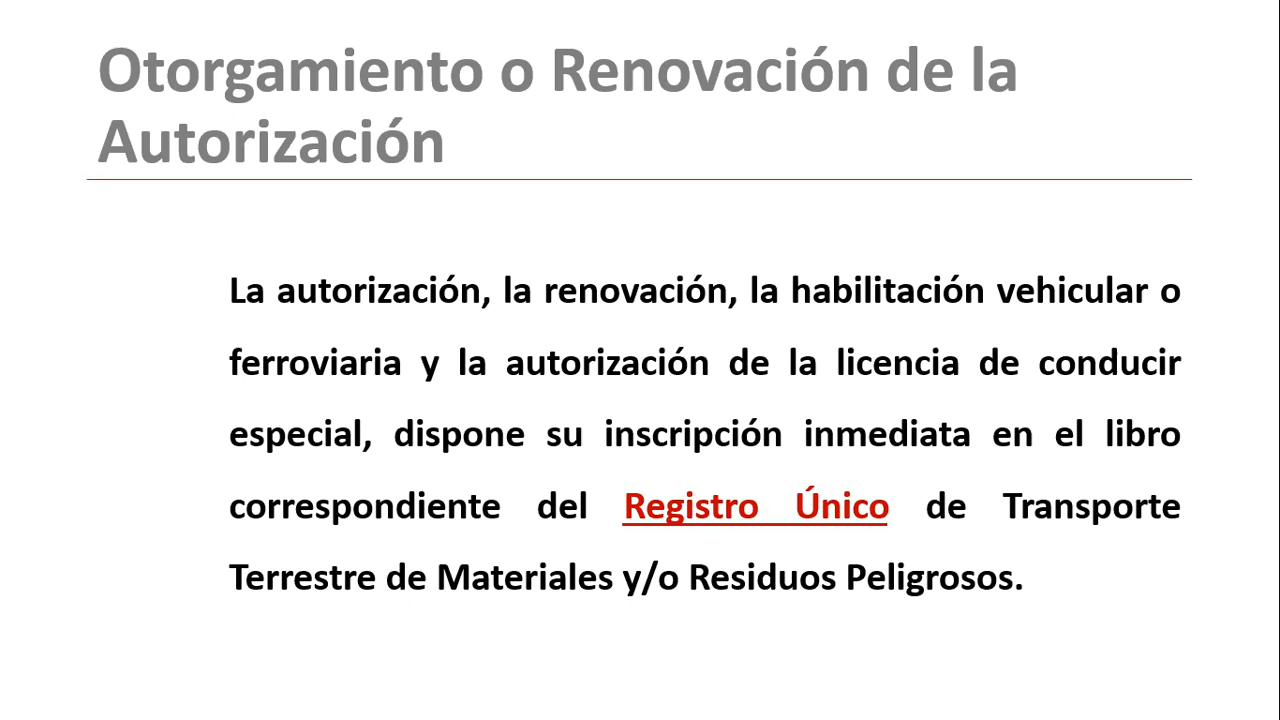 Otorgamiento o Renovación de la
Autorización
La autorización, la renovación, la habilitación vehicular o
ferroviaria y la autorización de la licencia de conducir
especial, dispone su inscripción inmediata en el libro
correspondiente del Registro Único de Transporte
Terrestre de Materiales y/o Residuos Peligrosos.